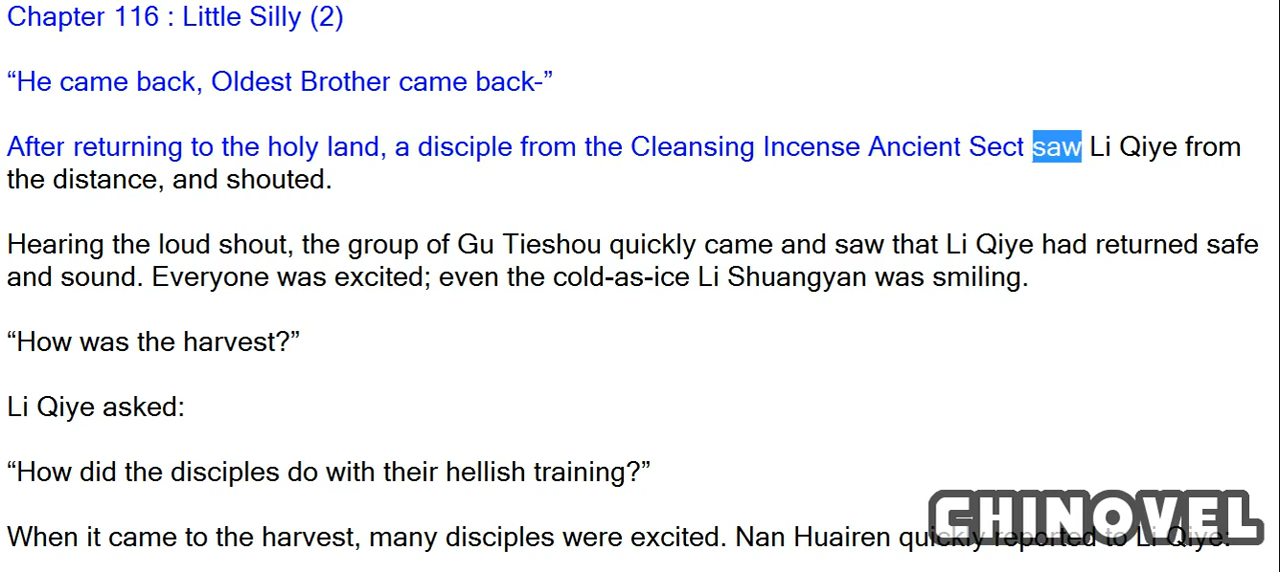 Chapter 116 : Little Silly (2)
“He came back, Oldest Brother came back-”
After returning to the holy land, a disciple from the Cleansing Incense Ancient Sect saw Li Qiye from
the distance, and shouted.
Hearing the loud shout, the group of Gu Tieshou quickly came and saw that Li Qiye had returned safe
and sound. Everyone was excited; even the cold-as-ice Li Shuangyan was smiling.
“How was the harvest?”
Li Qiye asked:
“How did the disciples do with their hellish training?”
When it came to the harvest, many disciples were excited. Nan Huairen quickly reported to Li Qiye:
CHINOVEL